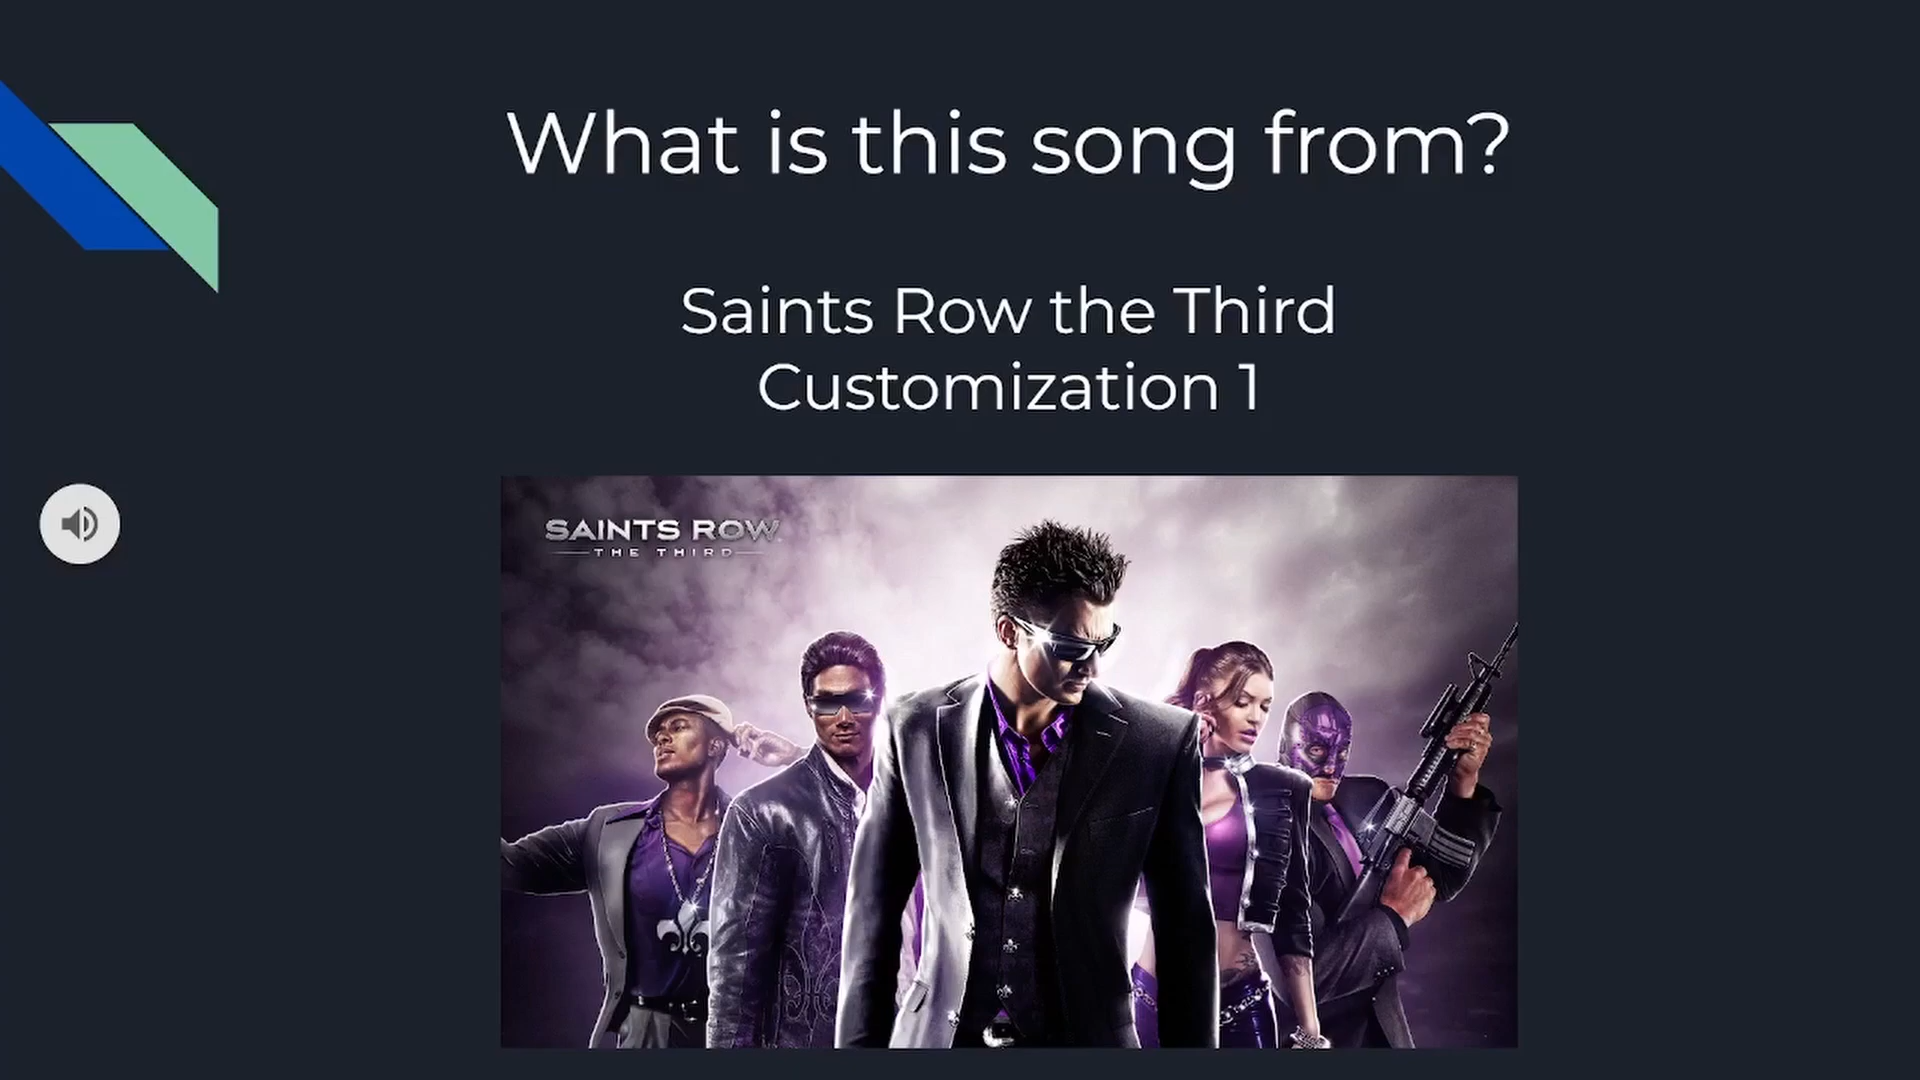 What is this song from?
Saints Row the Third
Customization 1
SAINTS ROW
THE THIRD